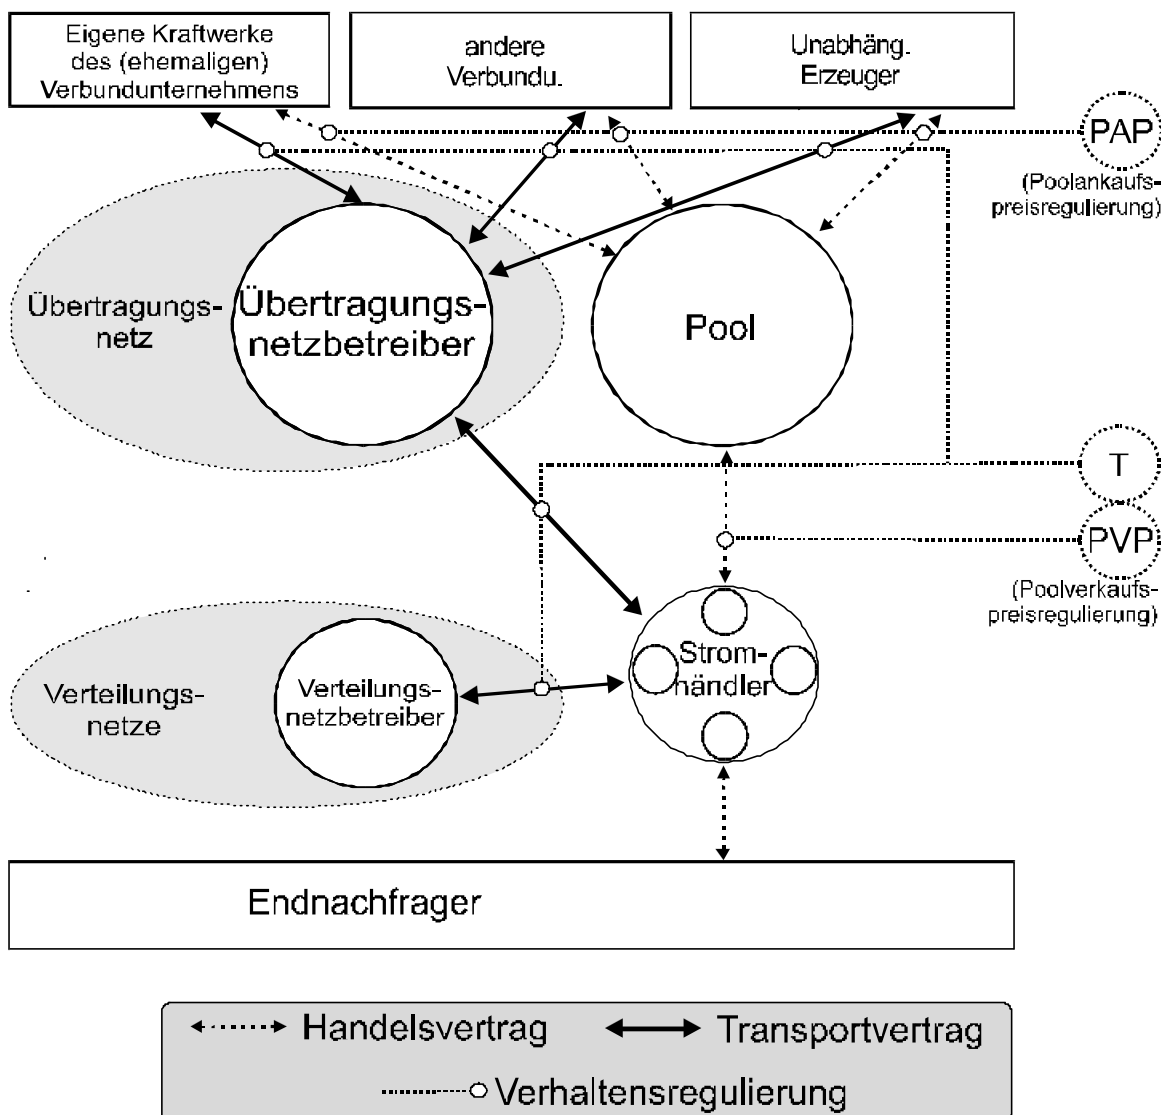 Eigene Kraftwerke
des (ehemaligen)
Verbundunternehmens
andere
Verbundu.
Unabhäng.
Erzeuger
PAP
(Poolankaufs-
preisregulierung)
Übertragungs-
netz
Übertragungs-
netzbetreiber
Pool
T
PVP
(Poolverkaufs-
preisregulierung)
Strom-
händler
Verteilungs-
netze
Verteilungs-
netzbetreiber
Endnachfrager
Handelsvertrag
Transportvertrag
Verhaltensregulierung